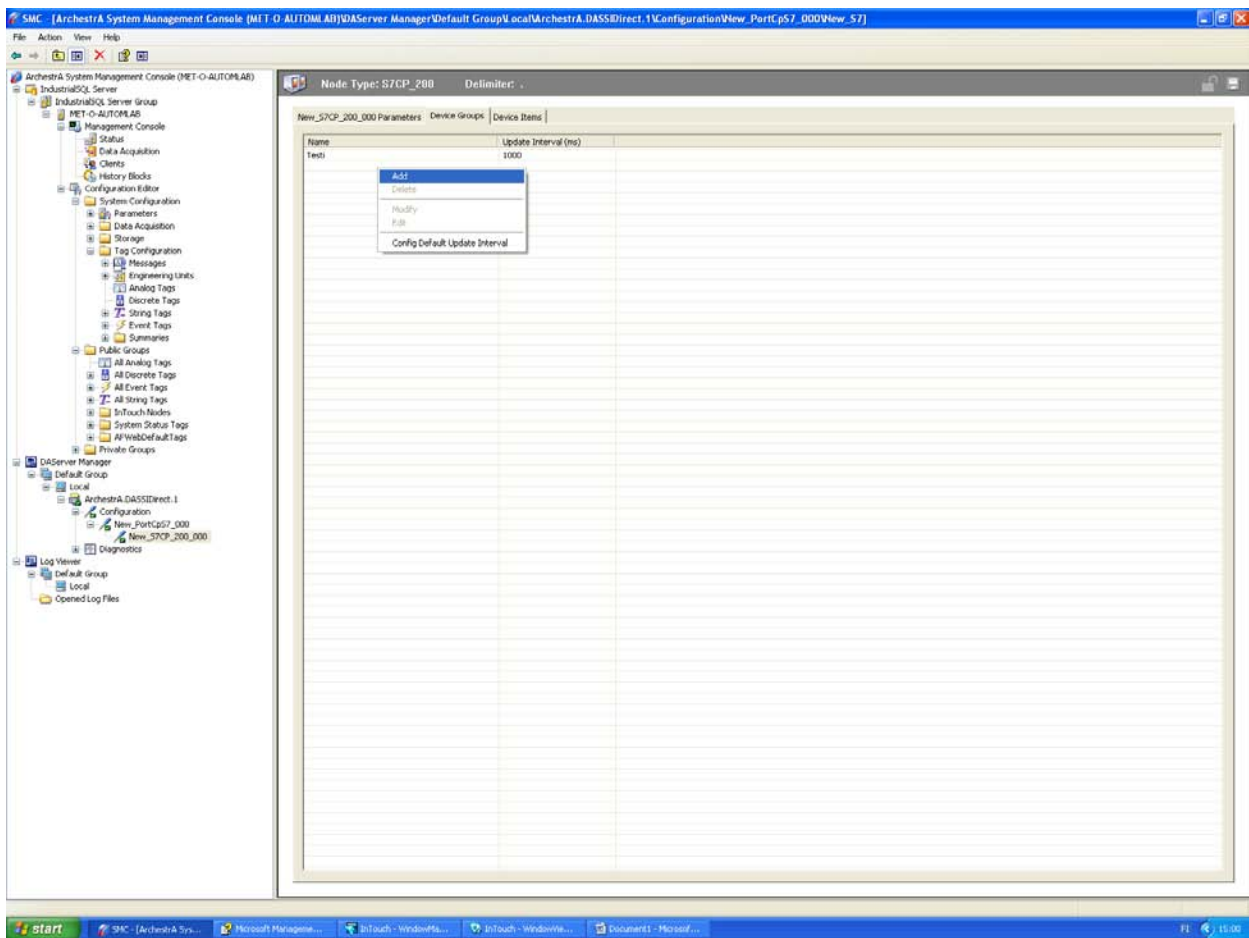 SMC - [ArchestrA System Management Console (MET-O-AUTOMLAB)\DAServer Manager\Default Group\Local\ArchestrA.DASSIDirect.1\Configuration\New_PortCpS7_000\New_S7]
File Action View Help
ArchestrA System Management Console (MET-O-AUTOMLAB)
IndustrialSQL Server
IndustrialSQL Server Group
MET-O-AUTOMLAB
Management Console
Status
Data Acquisition
Clients
History Blocks
Configuration Editor
System Configuration
Parameters
Data Acquisition
Storage
Tag Configuration
Messages
Engineering Units
Analog Tags
Discrete Tags
String Tags
Event Tags
Summaries
Public Groups
All Analog Tags
All Discrete Tags
All Event Tags
All String Tags
InTouch Nodes
System Status Tags
AFWebDefaultTags
Private Groups
DAServer Manager
Default Group
Local
ArchestrA.DASSIDirect.1
Configuration
New_PortCpS7_000
New_S7CP_200_000
Diagnostics
Log Viewer
Default Group
Local
Opened Log Files
Node Type: S7CP_200 Delimiter: .
New_S7CP_200_000 Parameters Device Groups Device Items
Name Update Interval (ms)
Testi 1000
Add
Delete
Modify
Edit
Config Default Update Interval
start SMC - [ArchestrA Sys... Microsoft Manageme... InTouch - WindowMa... InTouch - WindowVie... Document1 - Microsof... FI 15:00